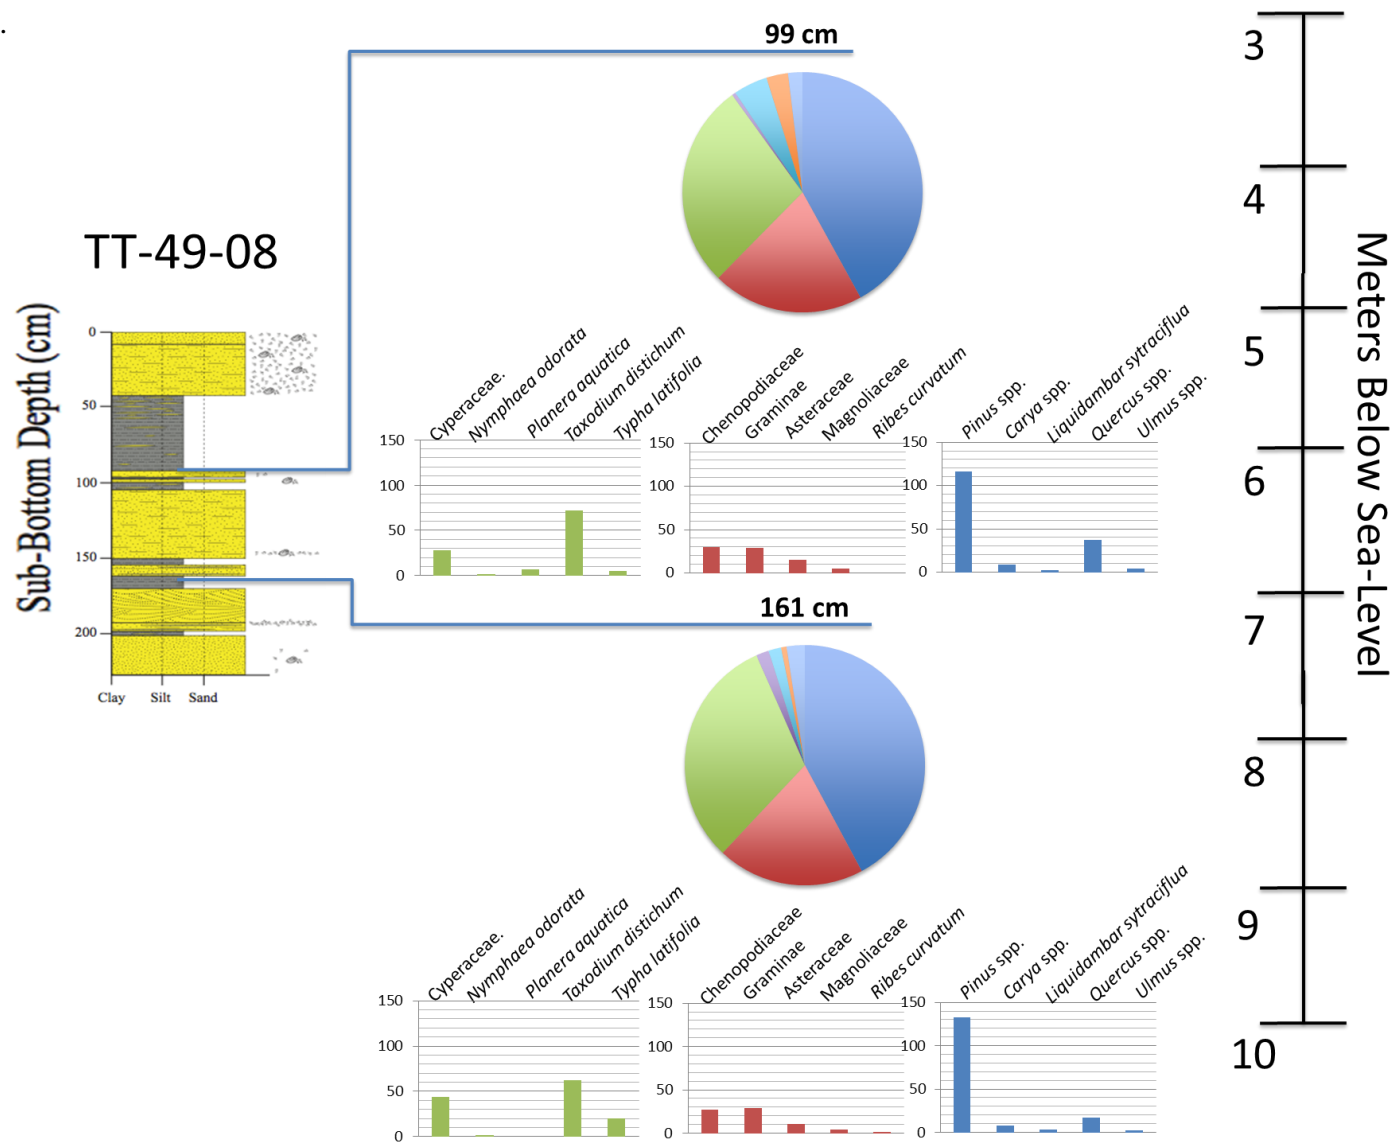 .
99 cm
TT-49-08
Sub-Bottom Depth (cm)
0
50
100
150
200
Clay Silt Sand
Cyperaceae.
Nymphaea odorata
Planera aquatica
Taxodium distichum
Typha latifolia
150
100
50
0
Chenopodiaceae
Graminae
Asteraceae
Magnoliaceae
Ribes curvatum
150
100
50
0
Pinus spp.
Carya spp.
Liquidambar sytraciflua
Quercus spp.
Ulmus spp.
150
100
50
0
161 cm
Cyperaceae.
Nymphaea odorata
Planera aquatica
Taxodium distichum
Typha latifolia
150
100
50
0
Chenopodiaceae
Graminae
Asteraceae
Magnoliaceae
Ribes curvatum
150
100
50
0
Pinus spp.
Carya spp.
Liquidambar sytraciflua
Quercus spp.
Ulmus spp.
150
100
50
0
3
4
5
6
7
8
9
10
Meters Below Sea-Level